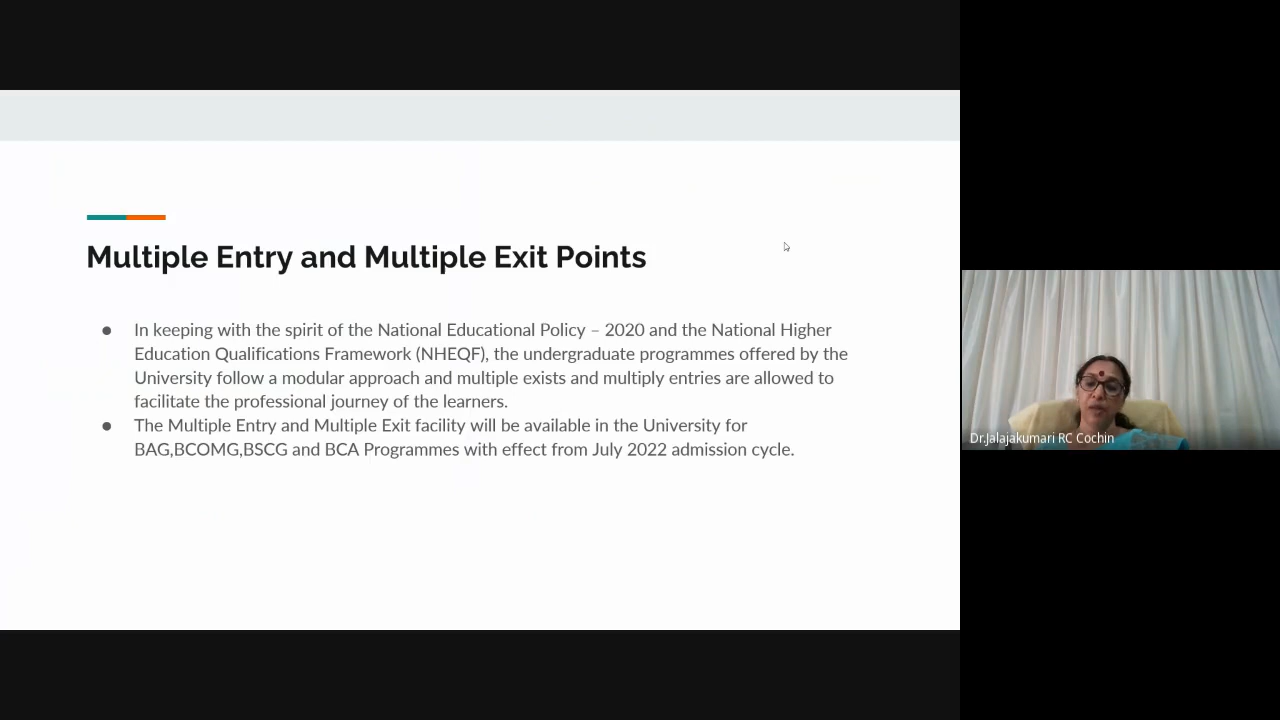 Multiple Entry and Multiple Exit Points
● In keeping with the spirit of the National Educational Policy – 2020 and the National Higher
Education Qualifications Framework (NHEQF), the undergraduate programmes offered by the
University follow a modular approach and multiple exists and multiply entries are allowed to
facilitate the professional journey of the learners.
● The Multiple Entry and Multiple Exit facility will be available in the University for
BAG,BCOMG,BSCG and BCA Programmes with effect from July 2022 admission cycle.
Dr.Jalajakumari RC Cochin